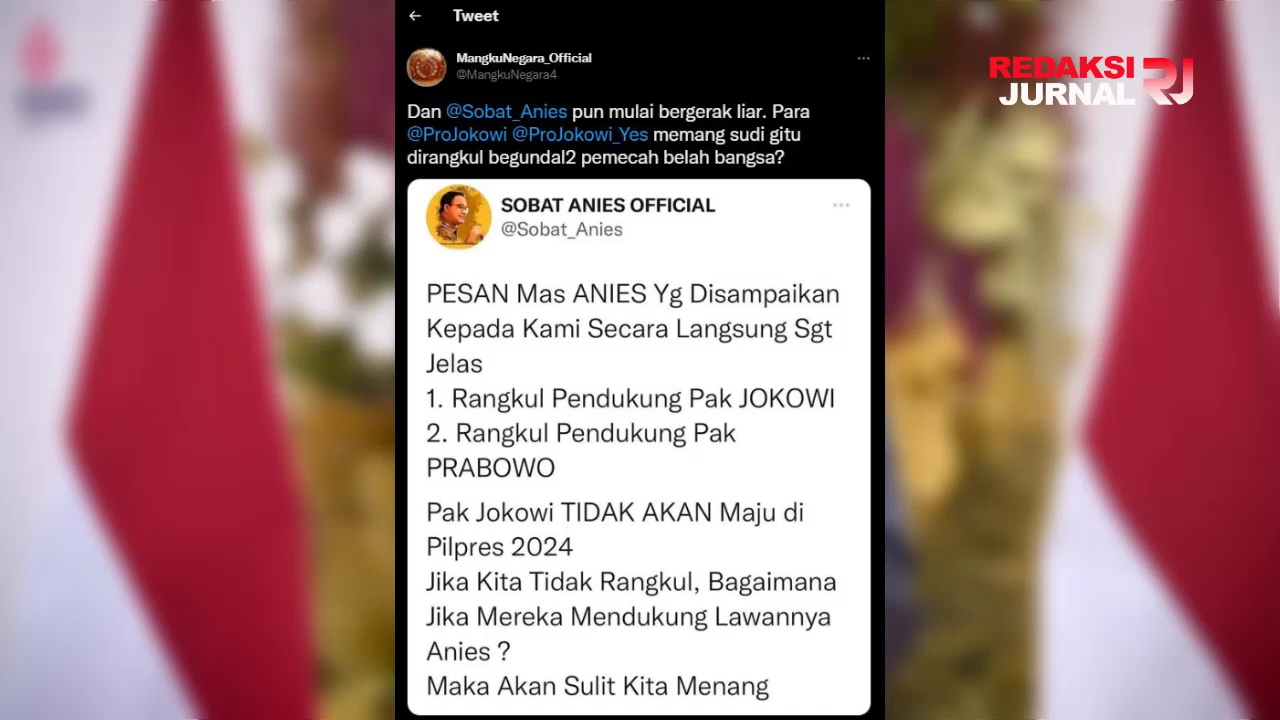 Tweet
MangkuNegara_Official
@MangkuNegara4
REDAKSI
JURNAL RJ
Dan @Sobat_Anies pun mulai bergerak liar. Para
@ProJokowi @ProJokowi_Yes memang sudi gitu
dirangkul begundal2 pemecah belah bangsa?
SOBAT ANIES OFFICIAL
@Sobat_Anies
PESAN Mas ANIES Yg Disampaikan
Kepada Kami Secara Langsung Sgt
Jelas
1. Rangkul Pendukung Pak JOKOWI
2. Rangkul Pendukung Pak
PRABOWO
Pak Jokowi TIDAK AKAN Maju di
Pilpres 2024
Jika Kita Tidak Rangkul, Bagaimana
Jika Mereka Mendukung Lawannya
Anies ?
Maka Akan Sulit Kita Menang